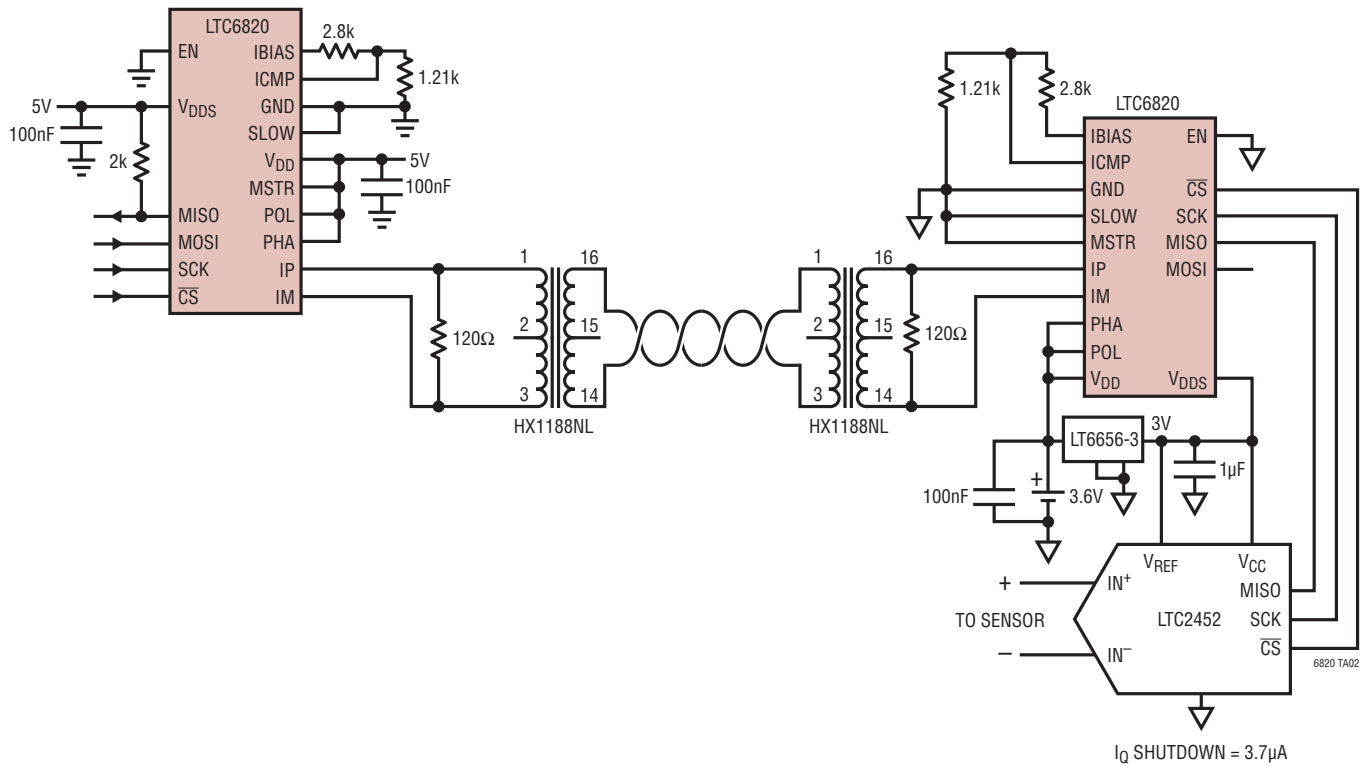 LTC6820
EN
IBIAS
2.8k
ICMP
1.21k
5V
VDDS
GND
100nF
SLOW
2k
VDD
5V
MSTR
100nF
MISO
POL
MOSI
PHA
SCK
IP
CS
IM
120Ω
1
16
2
15
3
14
HX1188NL
1
16
2
15
3
14
HX1188NL
120Ω
1.21k
2.8k
LTC6820
IBIAS
EN
ICMP
GND
CS
SLOW
SCK
MSTR
MISO
IP
MOSI
IM
PHA
POL
VDD
VDDS
LT6656-3
3V
100nF
+
3.6V
1µF
VREF
VCC
+
IN+
MISO
TO SENSOR
LTC2452
SCK
–
IN–
CS
6820 TA02
IQ SHUTDOWN = 3.7µA